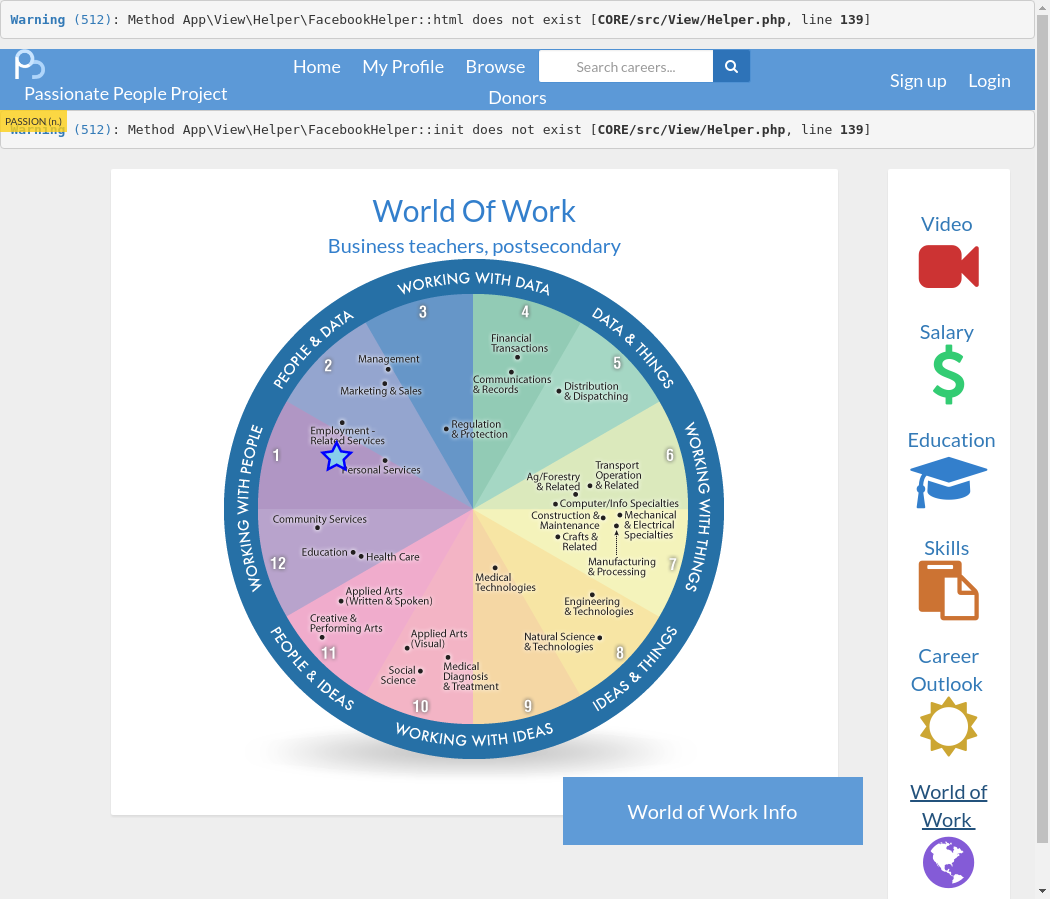 Warning (512): Method App\View\Helper\FacebookHelper::html does not exist [CORE/src/View/Helper.php, line 139]
Passionate People Project
Home
My Profile
Browse
Search careers...
Donors
Sign up
Login
PASSION (n.)
Warning (512): Method App\View\Helper\FacebookHelper::init does not exist [CORE/src/View/Helper.php, line 139]
World Of Work
Business teachers, postsecondary
WORKING WITH DATA
DATA & THINGS
WORKING WITH THINGS
IDEAS & THINGS
WORKING WITH IDEAS
PEOPLE & IDEAS
WORKING WITH PEOPLE
PEOPLE & DATA
1
2
3
4
5
6
7
8
9
10
11
12
Management
Marketing & Sales
Employment -
Related Services
Personal Services
Regulation
& Protection
Financial
Transactions
Communications
& Records
Distribution
& Dispatching
Transport
Operation
& Related
Ag/Forestry
& Related
Computer/Info Specialties
Construction &
Maintenance
Mechanical
& Electrical
Specialties
Crafts &
Related
Manufacturing
& Processing
Community Services
Education
Health Care
Applied Arts
(Written & Spoken)
Creative &
Performing Arts
Applied Arts
(Visual)
Social
Science
Medical
Diagnosis
& Treatment
Medical
Technologies
Engineering
& Technologies
Natural Science
& Technologies
World of Work Info
Video
Salary
Education
Skills
Career
Outlook
World of
Work